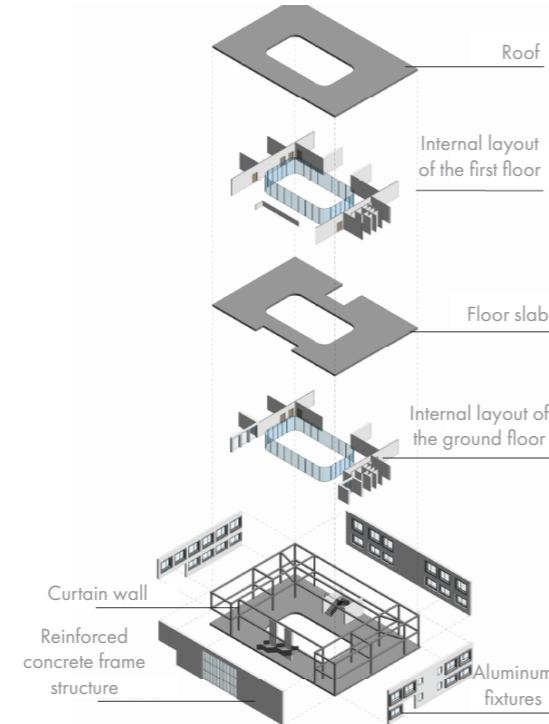 Roof
Internal layout
of the first floor
Floor slab
Internal layout of
the ground floor
Curtain wall
Reinforced
concrete frame
structure
Aluminum
fixtures